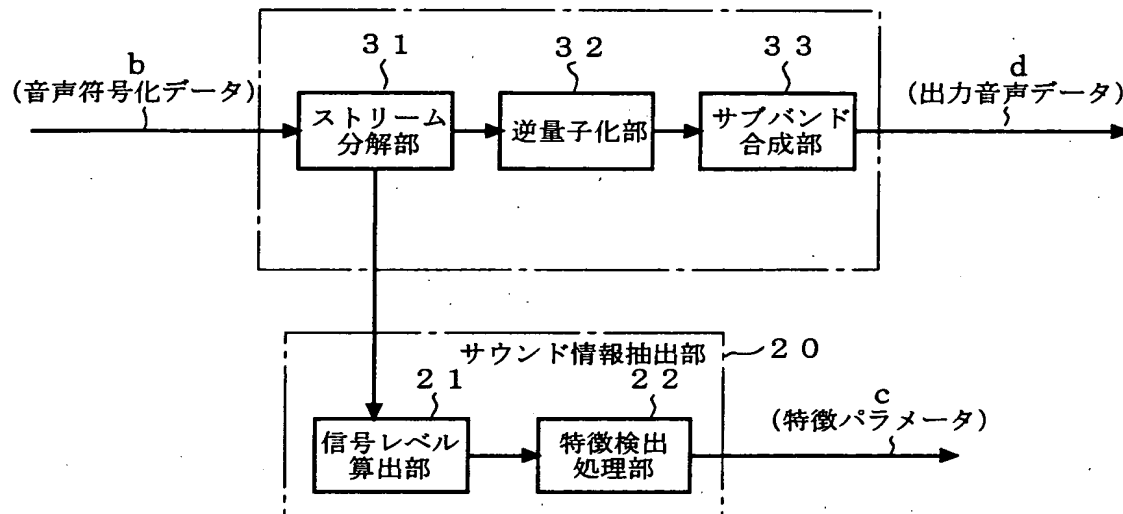 b
(音声符号化データ)
31
ストリーム
分解部
32
逆量子化部
33
サブバンド
合成部
d
(出力音声データ)
サウンド情報抽出部
20
21
信号レベル
算出部
22
特徴検出
処理部
c
(特徴パラメータ)